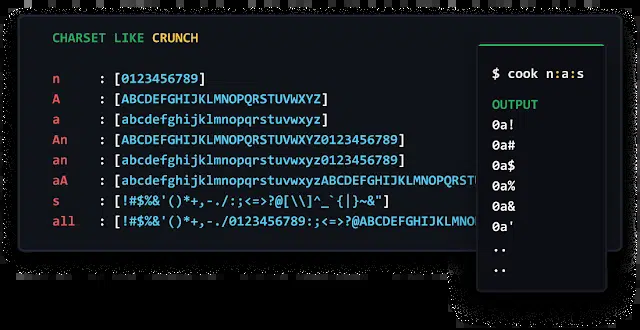 CHARSET LIKE CRUNCH
n : [0123456789]
A : [ABCDEFGHIJKLMNOPQRSTUVWXYZ]
a : [abcdefghijklmnopqrstuvwxyz]
An : [ABCDEFGHIJKLMNOPQRSTUVWXYZ0123456789]
an : [abcdefghijklmnopqrstuvwxyz0123456789]
aA : [abcdefghijklmnopqrstuvwxyzABCDEFGHIJKLMNOPQRST
s : [!#$%&'()*+,-./:;<=>?@[\\]^_`{|}~&"]
all : [!#$%&'()*+,-./0123456789:;<=>?@ABCDEFGHIJKLMNO
$ cook n:a:s
OUTPUT
0a!
0a#
0a$
0a%
0a&
0a'
..
..